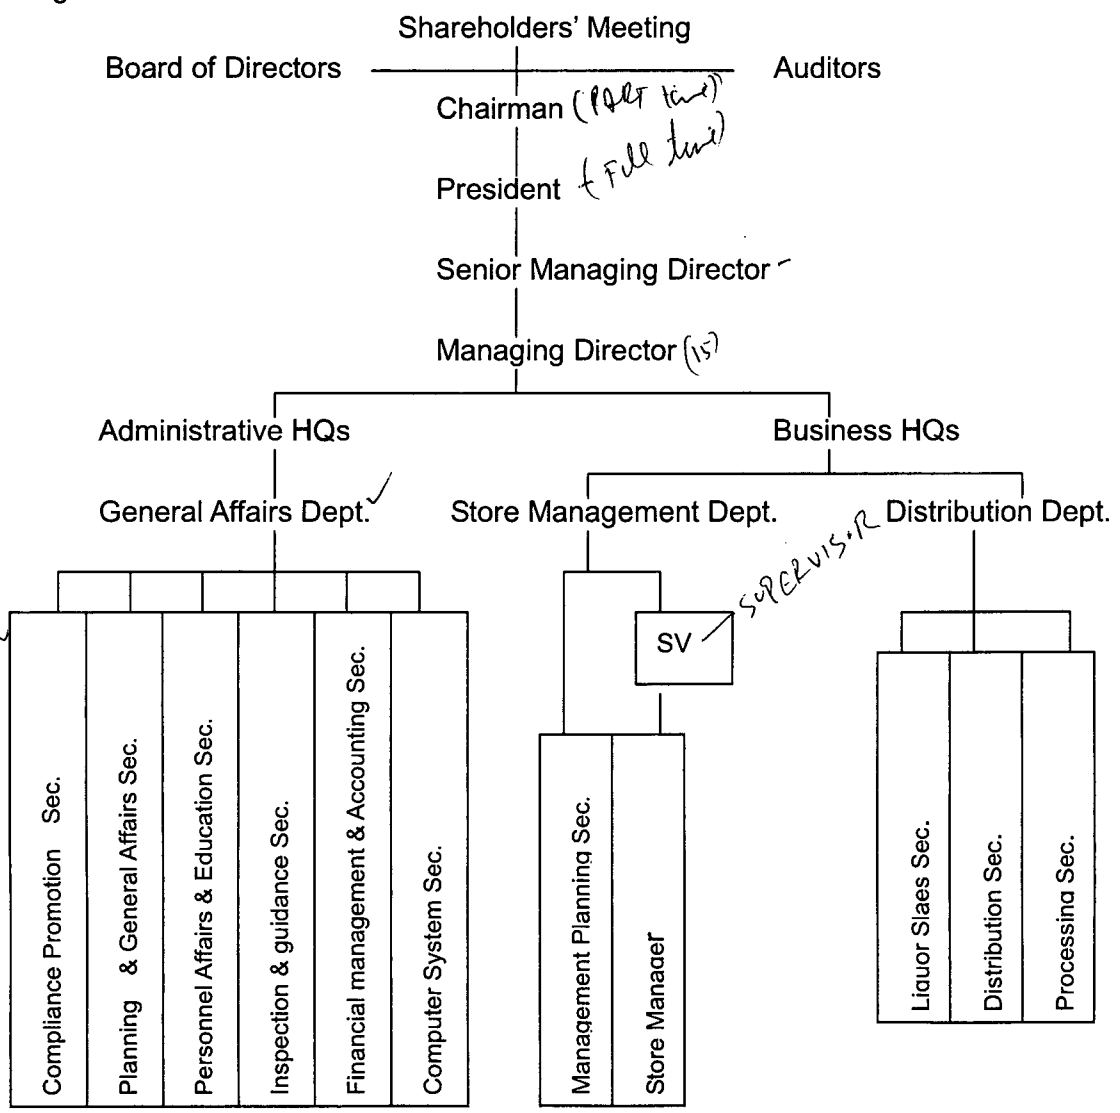 Shareholders' Meeting
Board of Directors
Auditors
Chairman (PART time)
President (Full time)
Senior Managing Director
Managing Director (15)
Administrative HQs
Business HQs
General Affairs Dept.
Store Management Dept.
Distribution Dept.
SV
SUPERVISOR
Compliance Promotion Sec.
Planning & General Affairs Sec.
Personnel Affairs & Education Sec.
Inspection & guidance Sec.
Financial management & Accounting Sec.
Computer System Sec.
Management Planning Sec.
Store Manager
Liquor Slaes Sec.
Distribution Sec.
Processing Sec.